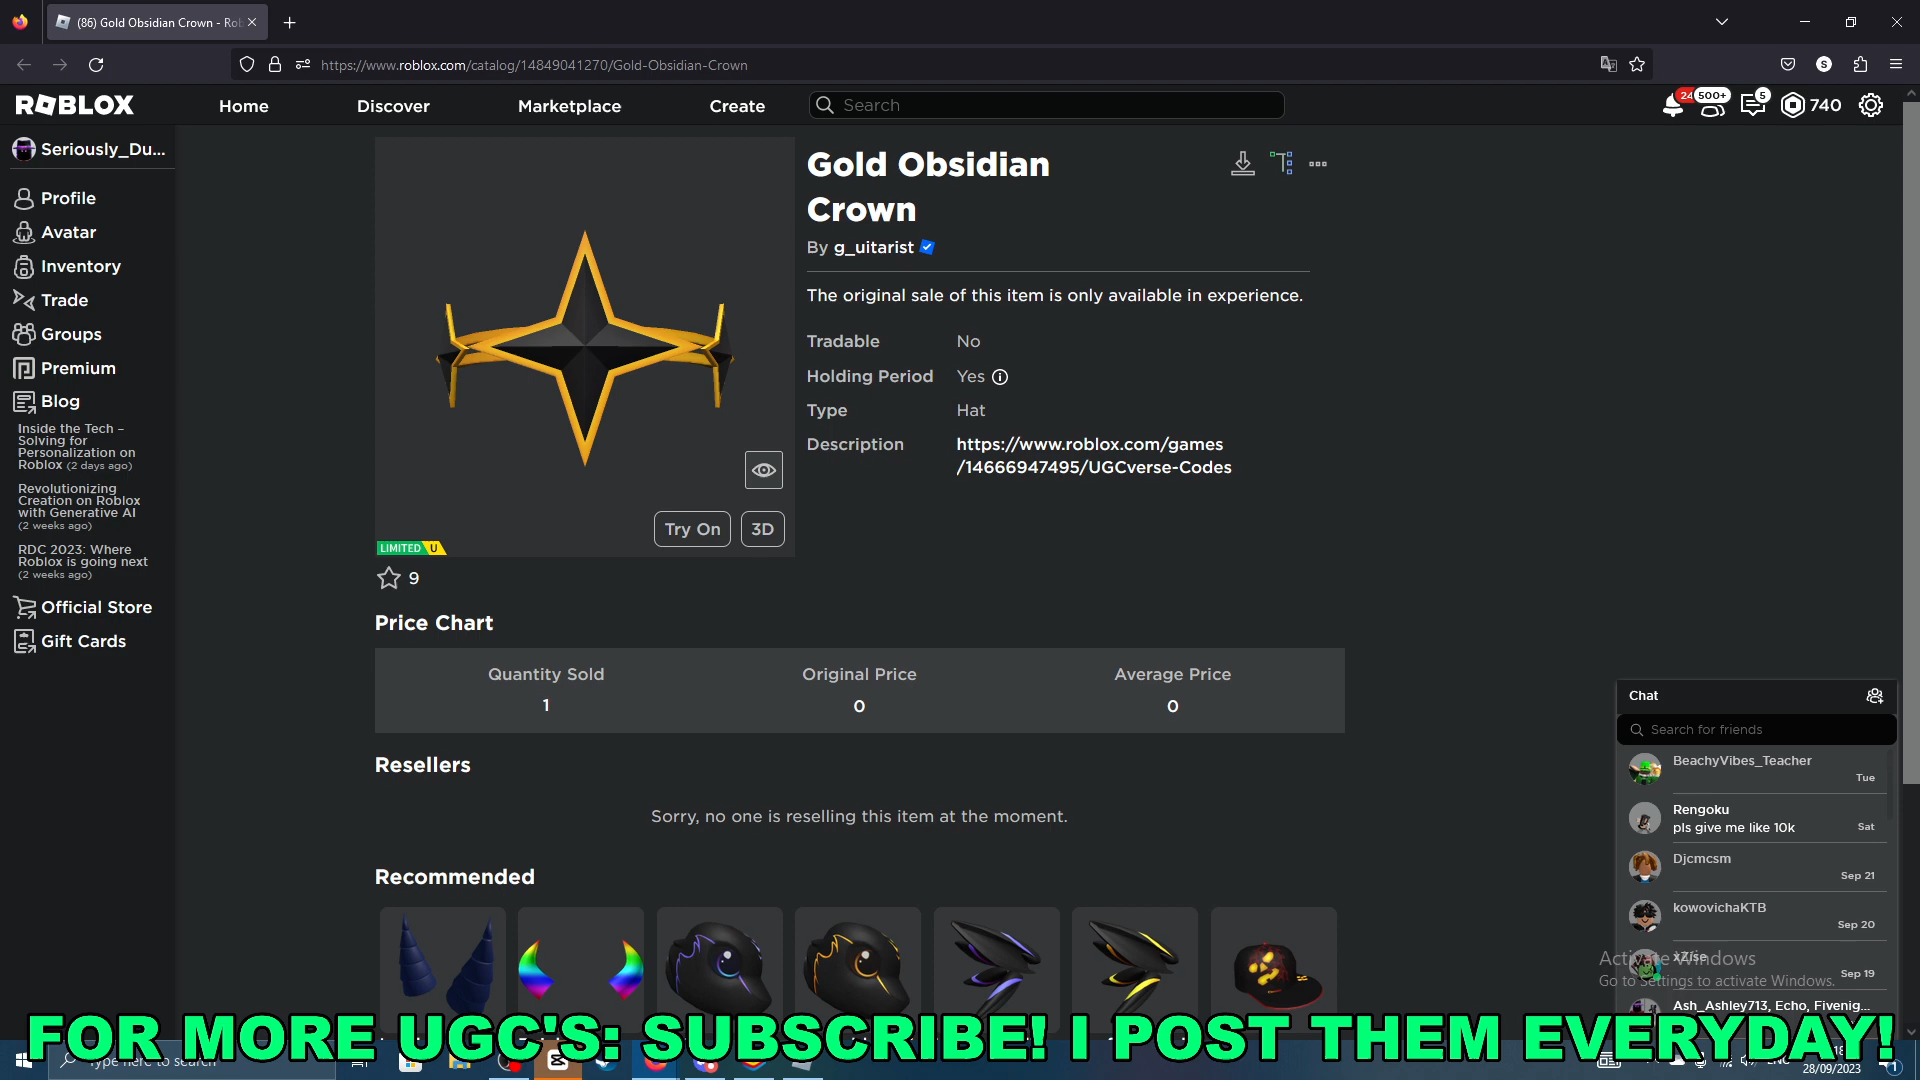 (86) Gold Obsidian Crown - Rob
https://www.roblox.com/catalog/14849041270/Gold-Obsidian-Crown
ROBLOX
Home
Discover
Marketplace
Create
Search
24
500+
5
740
Seriously_Du...
Profile
Avatar
Inventory
Trade
Groups
Premium
Blog
Inside the Tech –
Solving for
Personalization on
Roblox (2 days ago)
Revolutionizing
Creation on Roblox
with Generative AI
(2 weeks ago)
RDC 2023: Where
Roblox is going next
(2 weeks ago)
Official Store
Gift Cards
Try On
3D
LIMITED U
9
Gold Obsidian
Crown
By g_uitarist
The original sale of this item is only available in experience.
Tradable No
Holding Period Yes
Type Hat
Description https://www.roblox.com/games
/14666947495/UGCverse-Codes
Price Chart
Quantity Sold
1
Original Price
0
Average Price
0
Resellers
Sorry, no one is reselling this item at the moment.
Recommended
Chat
Search for friends
BeachyVibes_Teacher
Tue
Rengoku
pls give me like 10k
Sat
Djcmcsm
Sep 21
kowovichaKTB
Sep 20
xZise
Sep 19
Ash_Ashley713, Echo, Fivenig...
Activate Windows
Go to Settings to activate Windows.
FOR MORE UGC'S: SUBSCRIBE! I POST THEM EVERYDAY!
Type here to search
28/09/2023
1